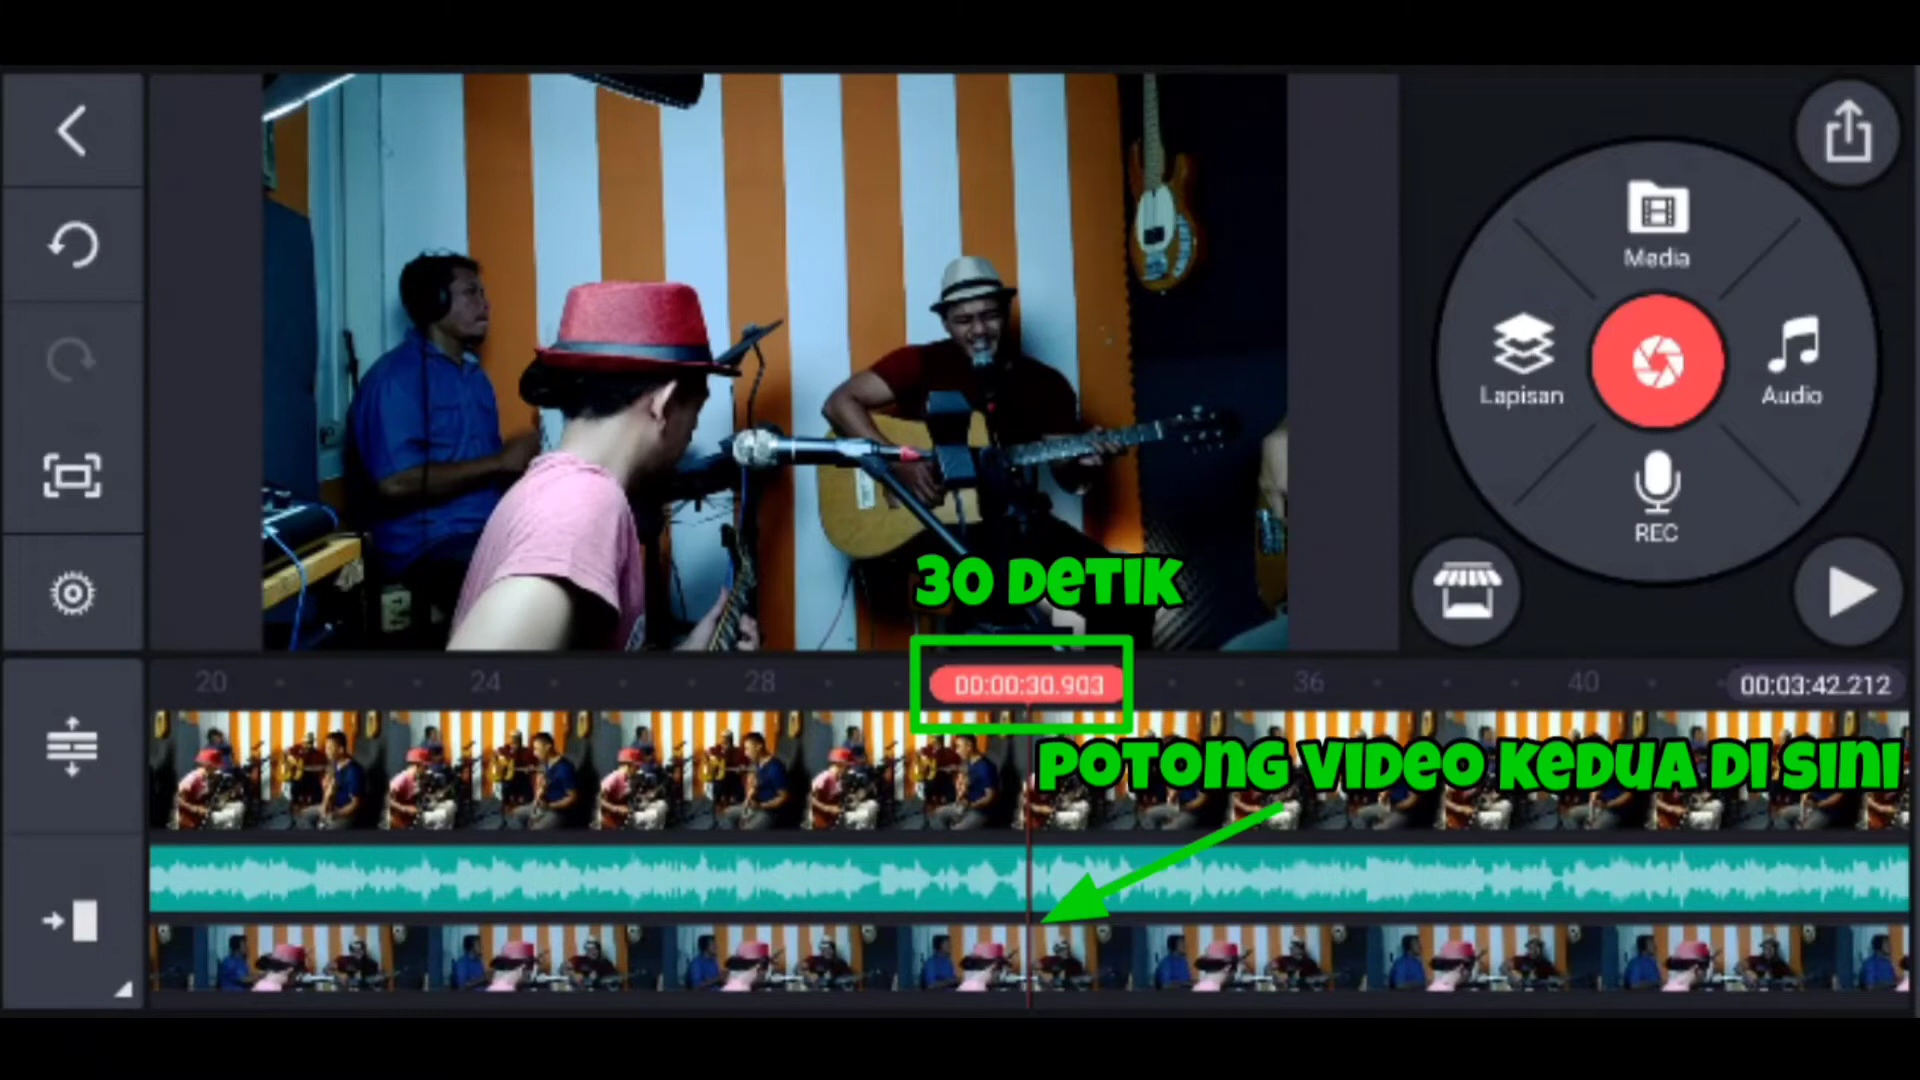 Media
Lapisan
Audio
REC
30 DETIK
20
24
28
00:00:30.903
36
40
00:03:42.212
POTONG VIDEO KEDUA DI SINI